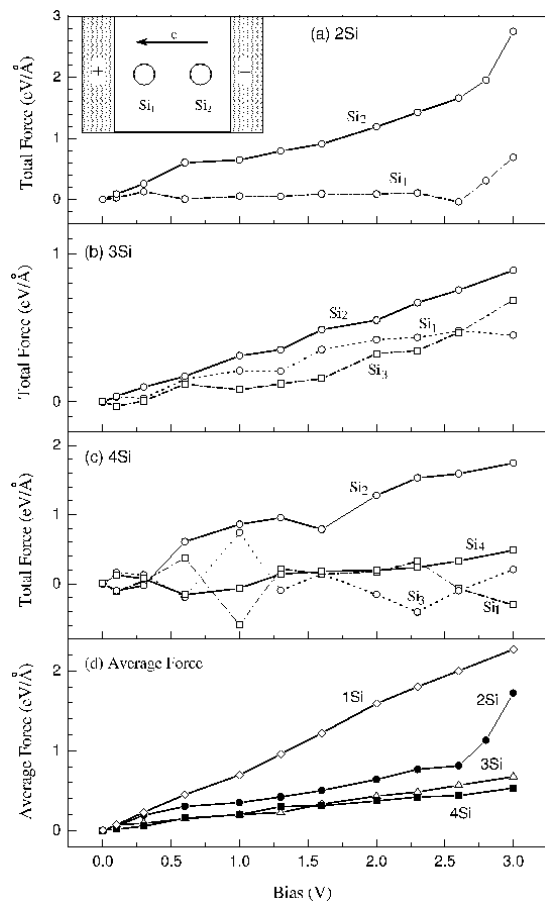 3
2
1
0
Total Force (eV/Å)
e
+
−
Si₁
Si₂
(a) 2Si
Si₂
Si₁
1
0
Total Force (eV/Å)
(b) 3Si
Si₂
Si₁
Si₃
2
1
0
Total Force (eV/Å)
(c) 4Si
Si₂
Si₄
Si₃
Si₁
2
1
0
Average Force (eV/Å)
(d) Average Force
1Si
2Si
3Si
4Si
0.0 0.5 1.0 1.5 2.0 2.5 3.0
Bias (V)